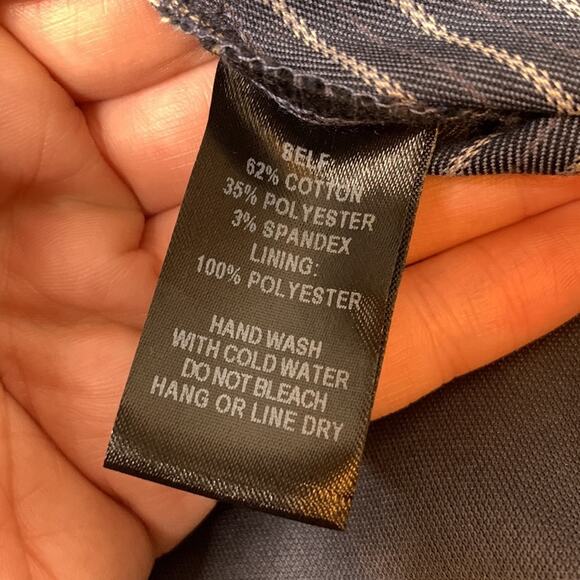 SELF
62% COTTON
35% POLYESTER
3% SPANDEX
LINING:
100% POLYESTER
HAND WASH
WITH COLD WATER
DO NOT BLEACH
HANG OR LINE DRY